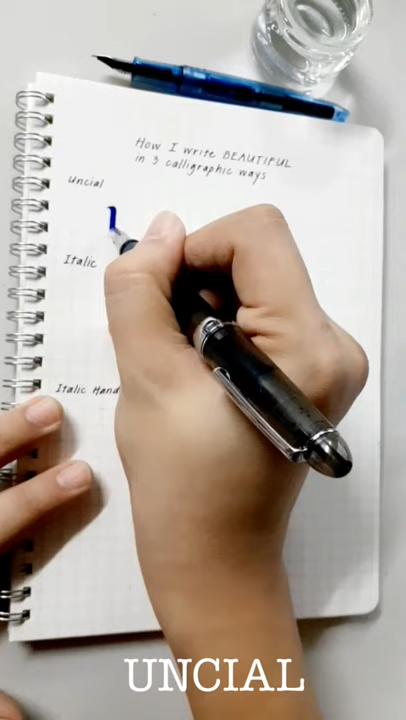 How I write BEAUTIFUL
in 3 calligraphic ways
Uncial
Italic
Italic Hand
UNCIAL